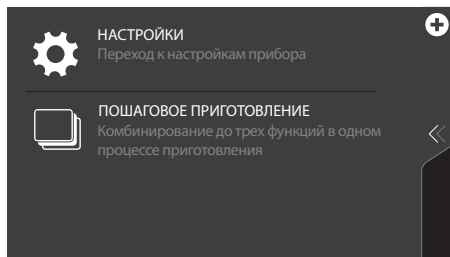 НАСТРОЙКИ
Переход к настройкам прибора
ПОШАГОВОЕ ПРИГОТОВЛЕНИЕ
Комбинирование до трех функций в одном
процессе приготовления